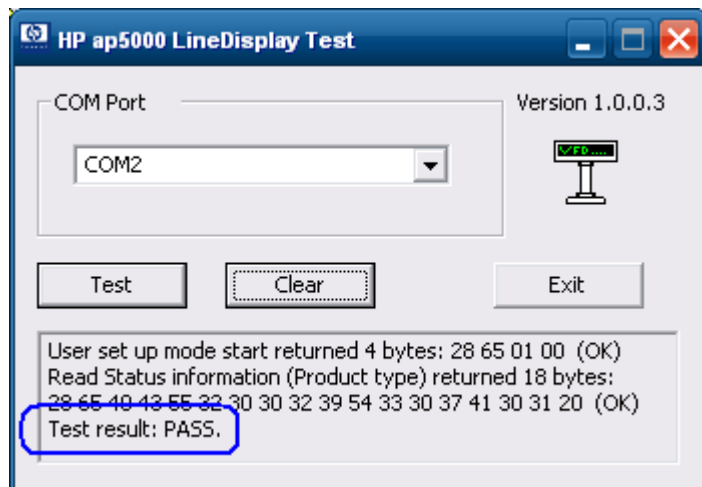 HP ap5000 LineDisplay Test
COM Port
Version 1.0.0.3
COM2
VFD....
Test
Clear
Exit
User set up mode start returned 4 bytes: 28 65 01 00 (OK)
Read Status information (Product type) returned 18 bytes:
28 65 40 43 55 32 30 30 32 39 54 33 30 37 41 30 31 20 (OK)
Test result: PASS.